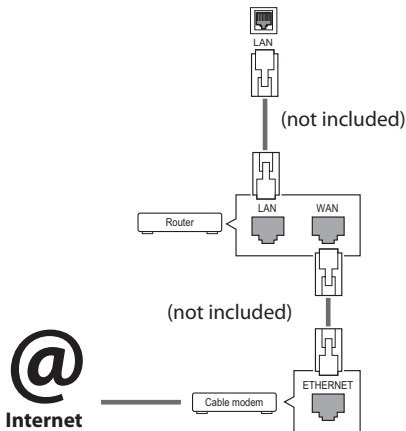 LAN
(not included)
LAN WAN
Router
(not included)
ETHERNET
@ Cable modem
Internet